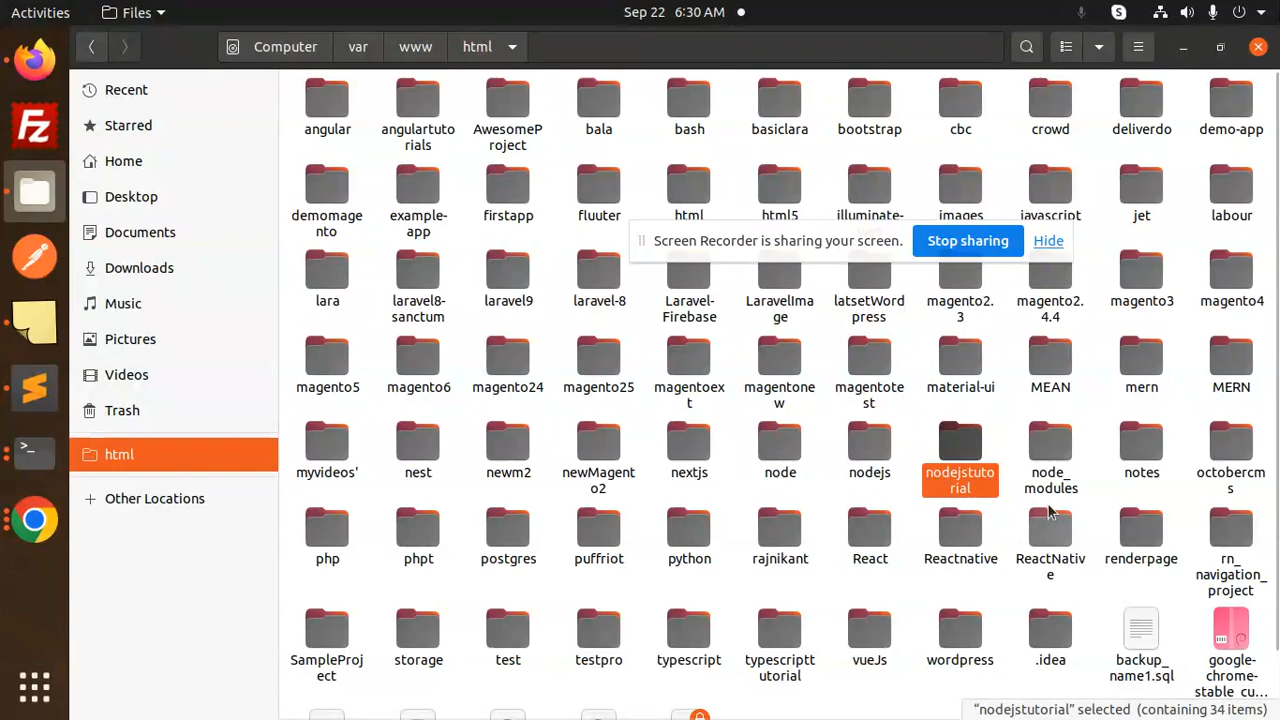 Activities
Files
Sep 22 6:30 AM
S
Computer
var
www
html
Recent
Starred
Home
Desktop
Documents
Downloads
Music
Pictures
Videos
Trash
html
Other Locations
Fz
angular
angulartuto
rials
AwesomeP
roject
bala
bash
basiclara
bootstrap
cbc
crowd
deliverdo
demo-app
demomage
nto
example-
app
firstapp
fluuter
html
html5
illuminate-
images
javascript
jet
labour
Screen Recorder is sharing your screen.
Stop sharing
Hide
lara
laravel8-
sanctum
laravel9
laravel-8
Laravel-
Firebase
LaravelIma
ge
latsetWord
press
magento2.
3
magento2.
4.4
magento3
magento4
magento5
magento6
magento24
magento25
magentoex
t
magentone
w
magentote
st
material-ui
MEAN
mern
MERN
myvideos'
nest
newm2
newMagent
o2
nextjs
node
nodejs
nodejstuto
rial
node_
modules
notes
octobercm
s
php
phpt
postgres
puffriot
python
rajnikant
React
Reactnative
ReactNativ
e
renderpage
rn_
navigation_
project
SampleProj
ect
storage
test
testpro
typescript
typescriptt
utorial
vueJs
wordpress
.idea
backup_
name1.sql
google-
chrome-
stable_cu...
"nodejstutorial" selected (containing 34 items)